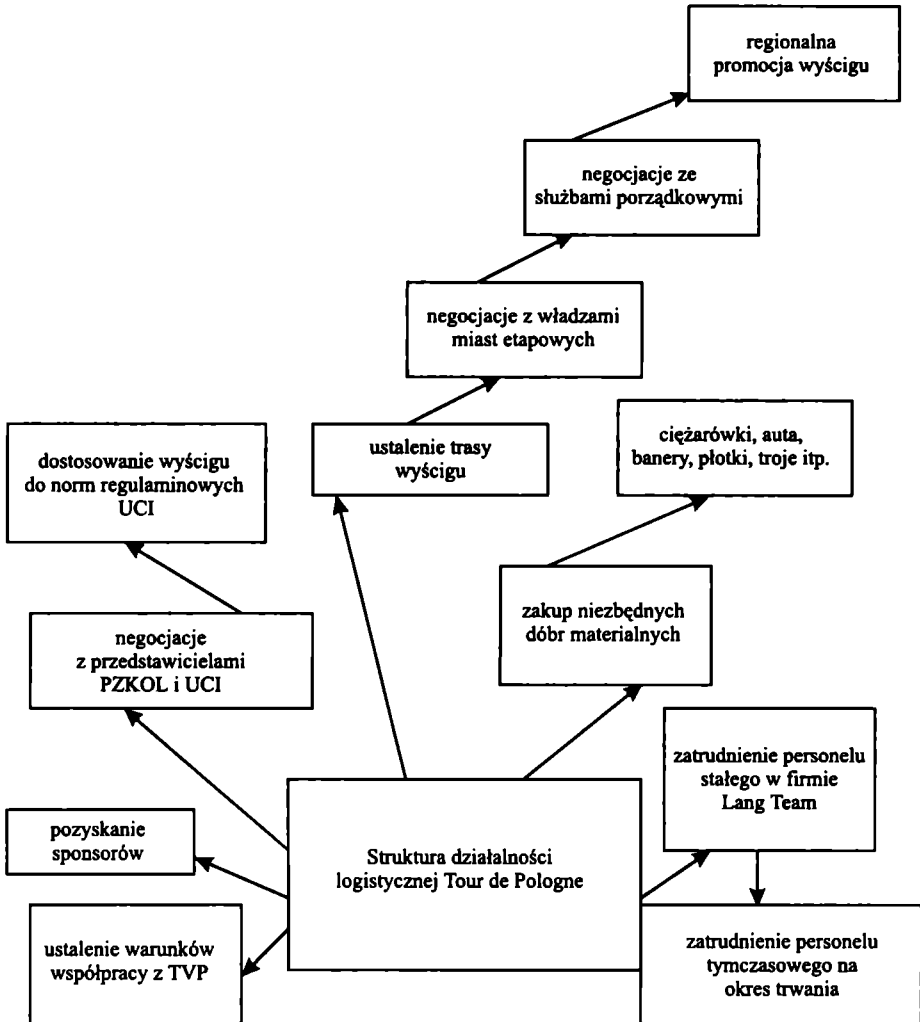 regionalna
promocja wyścigu
negocjacje ze
służbami porządkowymi
negocjacje z władzami
miast etapowych
ustalenie trasy
wyścigu
ciężarówki, auta,
banery, płotki, troje itp.
dostosowanie wyścigu
do norm regulaminowych
UCI
zakup niezbędnych
dóbr materialnych
negocjacje
z przedstawicielami
PZKOL i UCI
zatrudnienie personelu
stałego w firmie
Lang Team
pozyskanie
sponsorów
Struktura działalności
logistycznej Tour de Pologne
ustalenie warunków
współpracy z TVP
zatrudnienie personelu
tymczasowego na
okres trwania